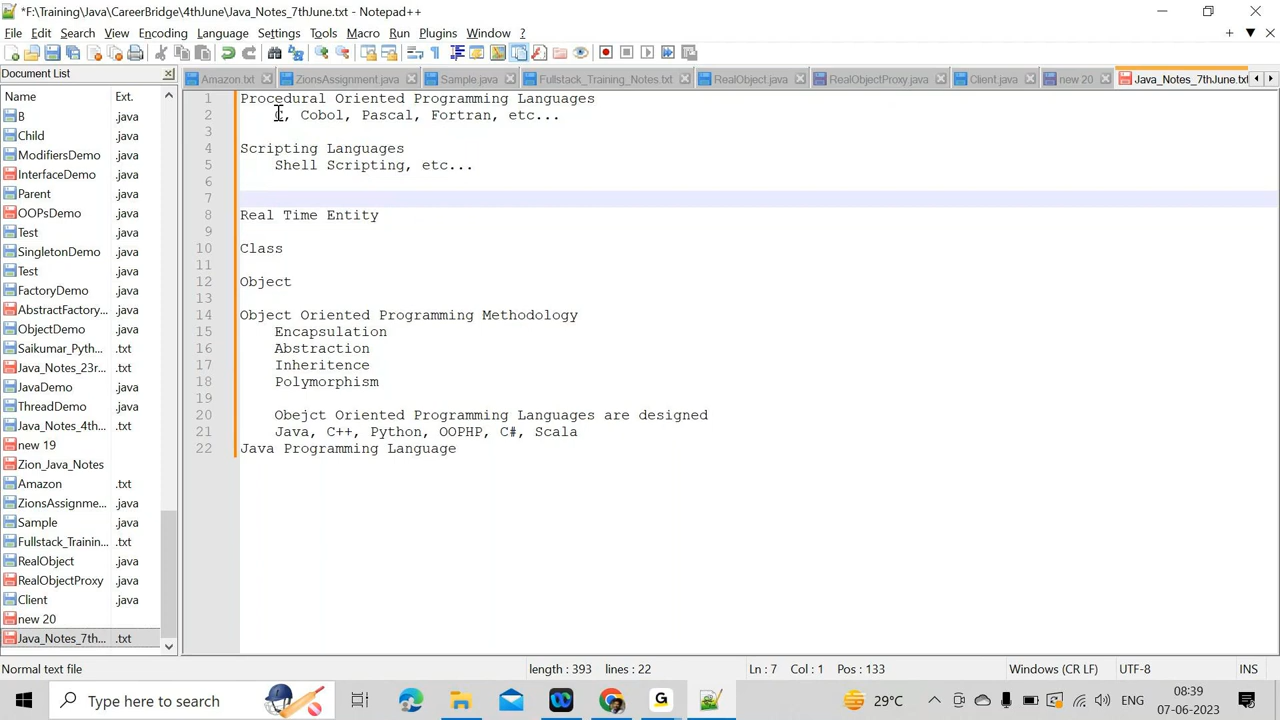 *F:\Training\Java\CareerBridge\4thJune\Java_Notes_7thJune.txt - Notepad++
File Edit Search View Encoding Language Settings Tools Macro Run Plugins Window ?
Document List
Amazon.txt ZionsAssignment.java Sample.java Fullstack_Training_Notes.txt RealObject.java RealObjectProxy.java Client.java new 20 Java_Notes_7thJune.txt
Name Ext.
B .java
Child .java
ModifiersDemo .java
InterfaceDemo .java
Parent .java
OOPsDemo .java
Test .java
SingletonDemo .java
Test .java
FactoryDemo .java
AbstractFactory... .java
ObjectDemo .java
Saikumar_Pyth... .txt
Java_Notes_23r... .txt
JavaDemo .java
ThreadDemo .java
Java_Notes_4th... .txt
new 19
Zion_Java_Notes
Amazon .txt
ZionsAssignme... .java
Sample .java
Fullstack_Trainin... .txt
RealObject .java
RealObjectProxy .java
Client .java
new 20
Java_Notes_7th... .txt
1 Procedural Oriented Programming Languages
2 C, Cobol, Pascal, Fortran, etc...
3
4 Scripting Languages
5 Shell Scripting, etc...
6
7
8 Real Time Entity
9
10 Class
11
12 Object
13
14 Object Oriented Programming Methodology
15 Encapsulation
16 Abstraction
17 Inheritence
18 Polymorphism
19
20 Obejct Oriented Programming Languages are designed
21 Java, C++, Python, OOPHP, C#, Scala
22 Java Programming Language
Normal text file length : 393 lines : 22 Ln : 7 Col : 1 Pos : 133 Windows (CR LF) UTF-8 INS
Type here to search 29°C ENG 08:39
07-06-2023